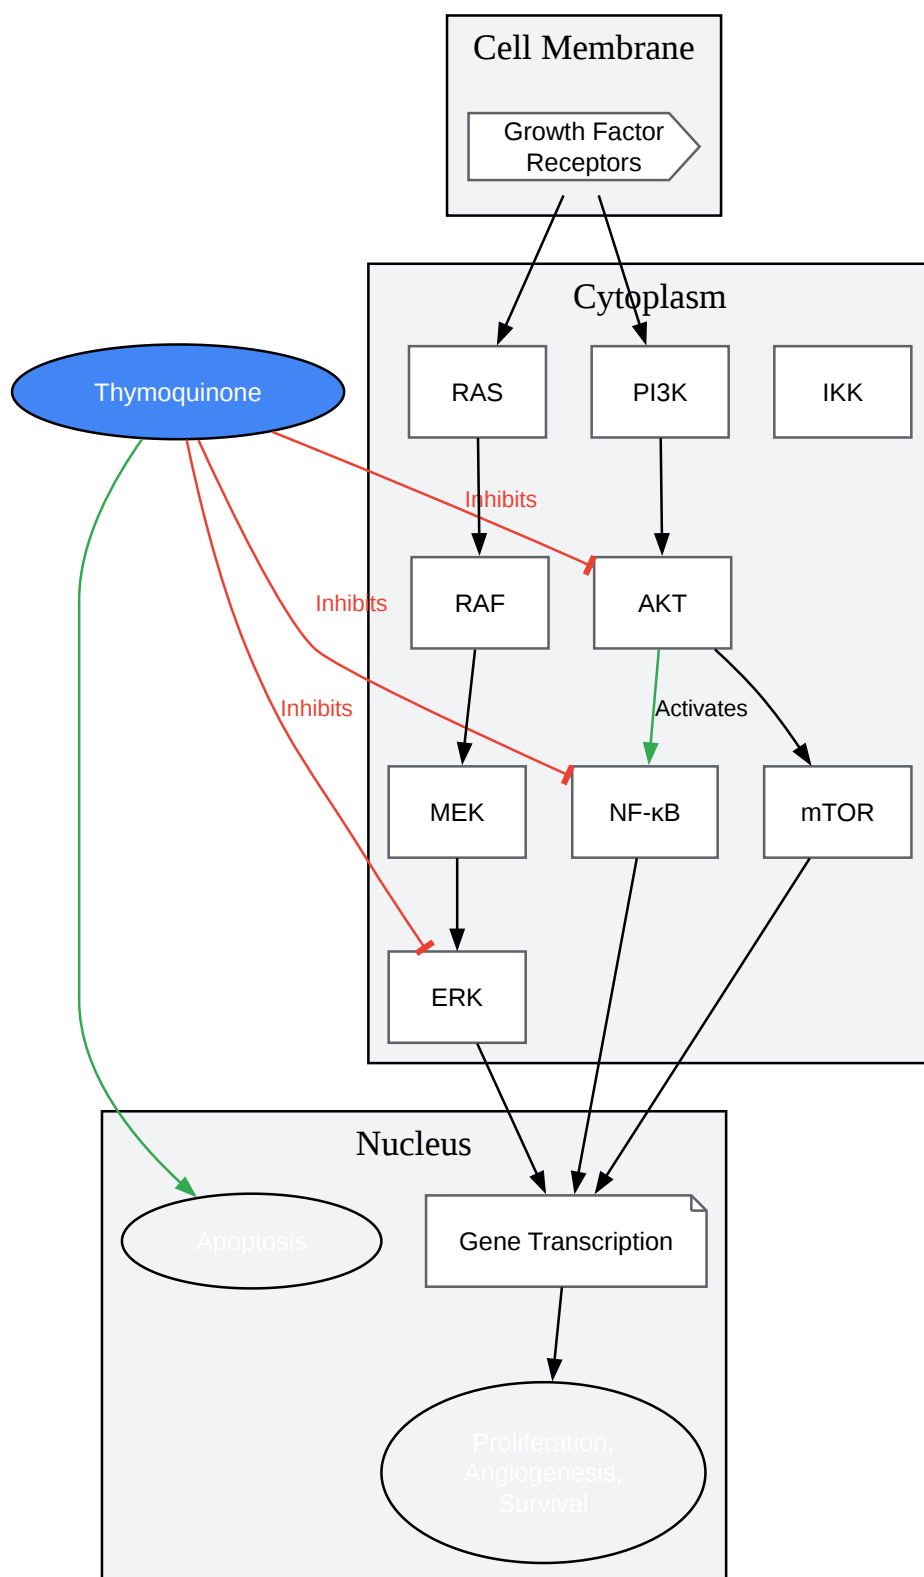 Cell Membrane
Growth Factor
Receptors
Cytoplasm
Thymoquinone
RAS
PI3K
IKK
Inhibits
RAF
AKT
Inhibits
Inhibits
Activates
MEK
NF-κB
mTOR
ERK
Nucleus
Apoptosis
Gene Transcription
Proliferation,
Angiogenesis,
Survival